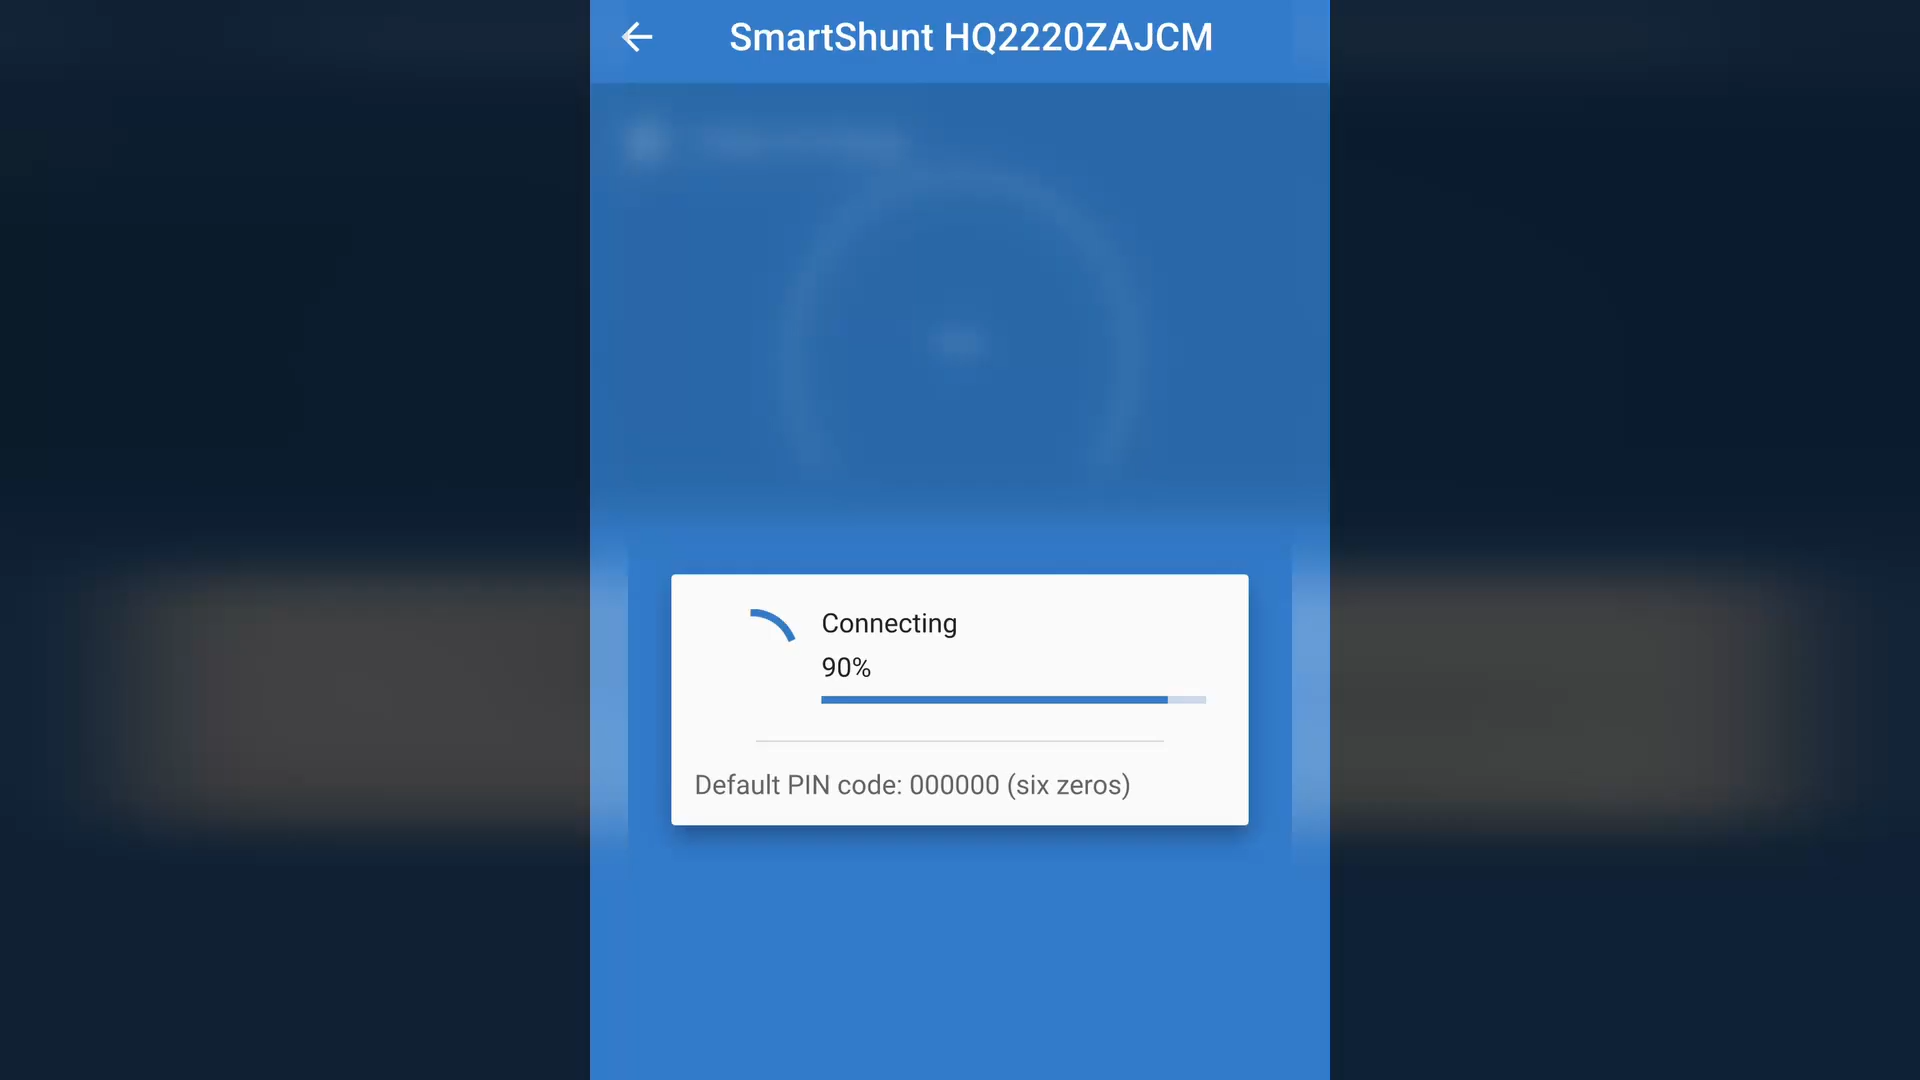 SmartShunt HQ2220ZAJCM
Connecting
90%
Default PIN code: 000000 (six zeros)